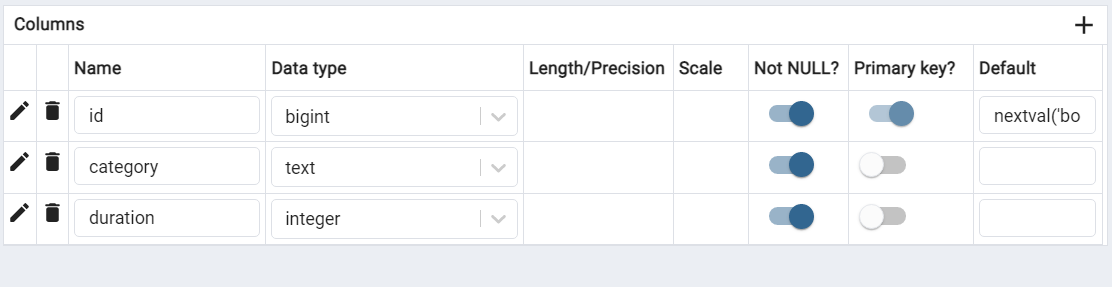 Columns
Name Data type Length/Precision Scale Not NULL? Primary key? Default
id bigint nextval('bo
category text
duration integer